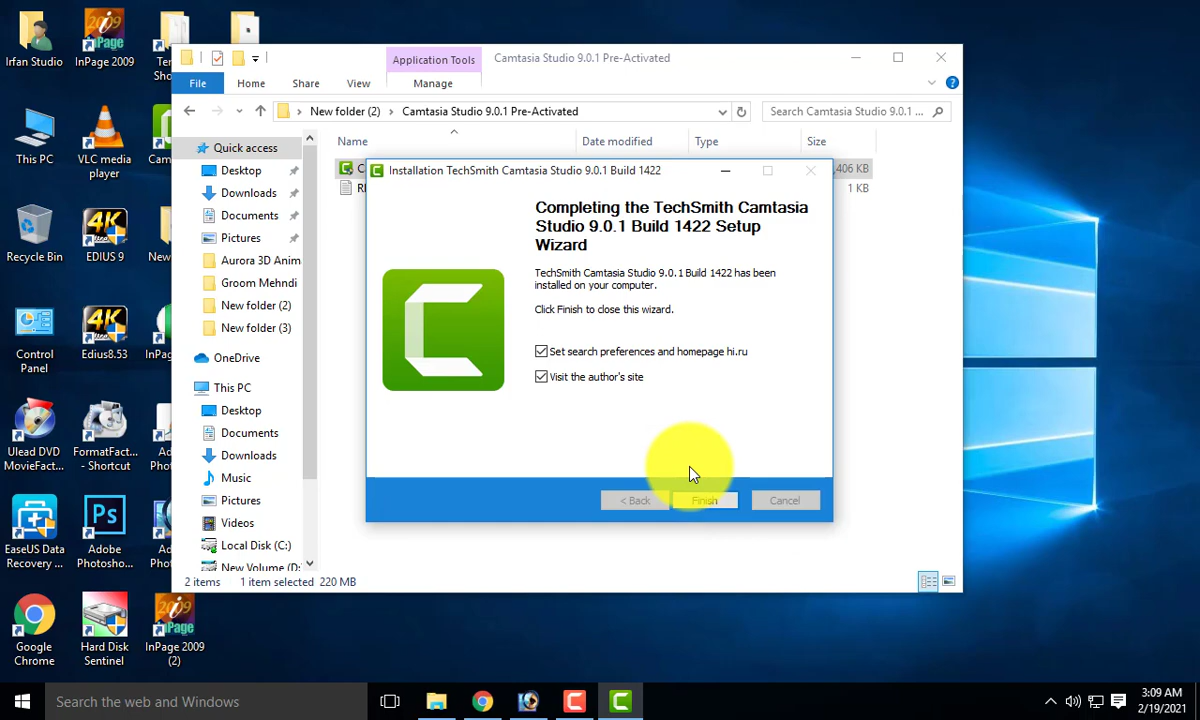 Irfan Studio
InPage 2009
Application Tools
Camtasia Studio 9.0.1 Pre-Activated
File
Home
Share
View
Manage
New folder (2)
Camtasia Studio 9.0.1 Pre-Activated
Search Camtasia Studio 9.0.1 ...
Name
Date modified
Type
Size
,406 KB
1 KB
This PC
VLC media
player
Recycle Bin
EDIUS 9
Control
Panel
Edius8.53
Ulead DVD
MovieFact...
FormatFact...
- Shortcut
EaseUS Data
Recovery ...
Adobe
Photosho...
Google
Chrome
Hard Disk
Sentinel
InPage 2009
(2)
Quick access
Desktop
Downloads
Documents
Pictures
Aurora 3D Anim
Groom Mehndi
New folder (2)
New folder (3)
OneDrive
This PC
Desktop
Documents
Downloads
Music
Pictures
Videos
Local Disk (C:)
New Volume (D:
Installation TechSmith Camtasia Studio 9.0.1 Build 1422
Completing the TechSmith Camtasia
Studio 9.0.1 Build 1422 Setup
Wizard
TechSmith Camtasia Studio 9.0.1 Build 1422 has been
installed on your computer.
Click Finish to close this wizard.
Set search preferences and homepage hi.ru
Visit the author's site
< Back
Finish
Cancel
2 items
1 item selected 220 MB
Search the web and Windows
3:09 AM
2/19/2021